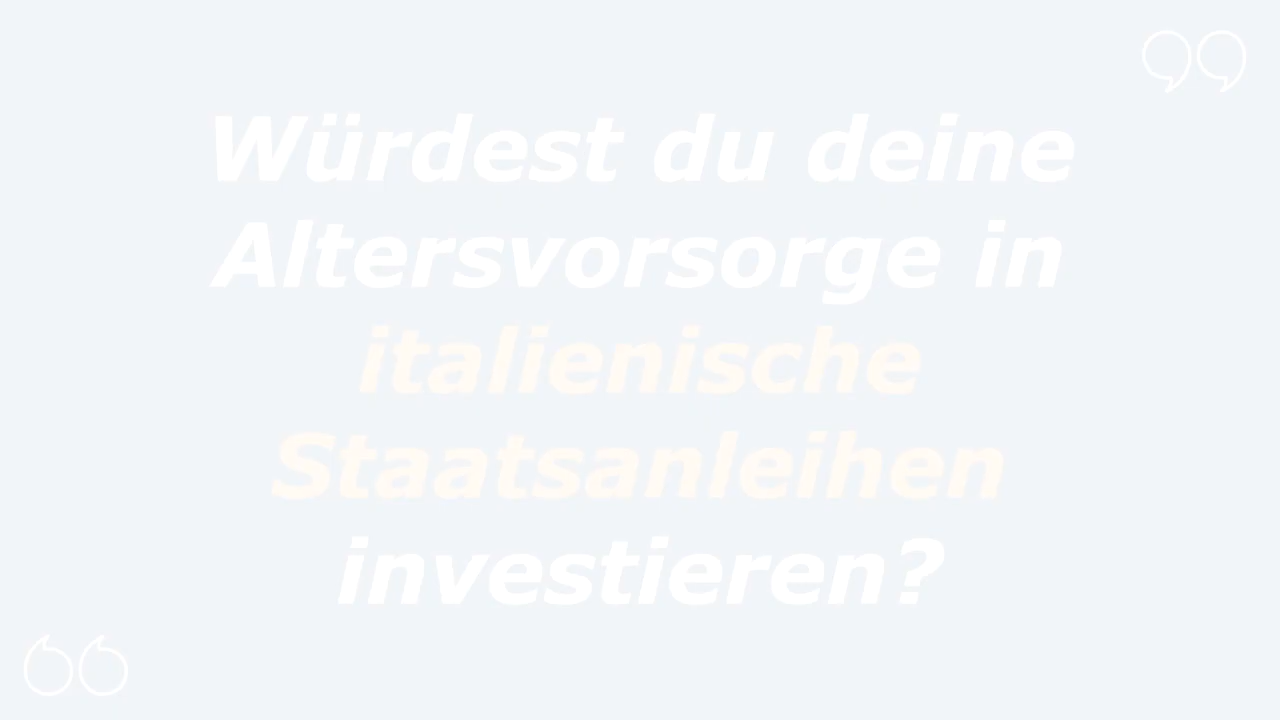 Würdest du deine
Altersvorsorge in
italienische
Staatsanleihen
investieren?